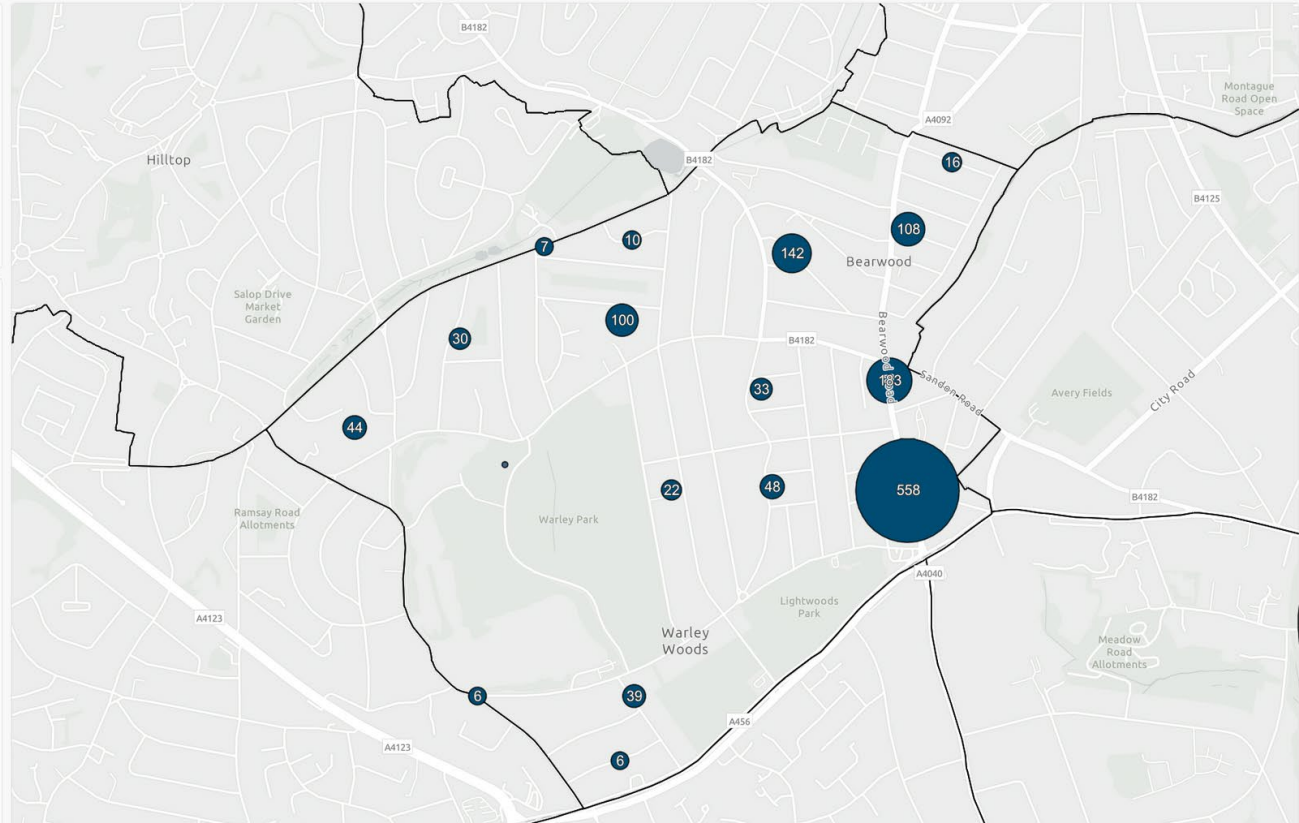 B4182
Montague
Road Open
Space
A4092
Hilltop
B4182
16
B4125
108
7
10
142
Bearwood
Salop Drive
Market
Garden
100
30
B4182
33
Sandon Road
Avery Fields
City Road
44
22
48
558
B4182
Ramsay Road
Allotments
Warley Park
A4040
Lightwoods
Park
A4123
Warley
Woods
Meadow
Road
Allotments
6
39
A456
A4123
6